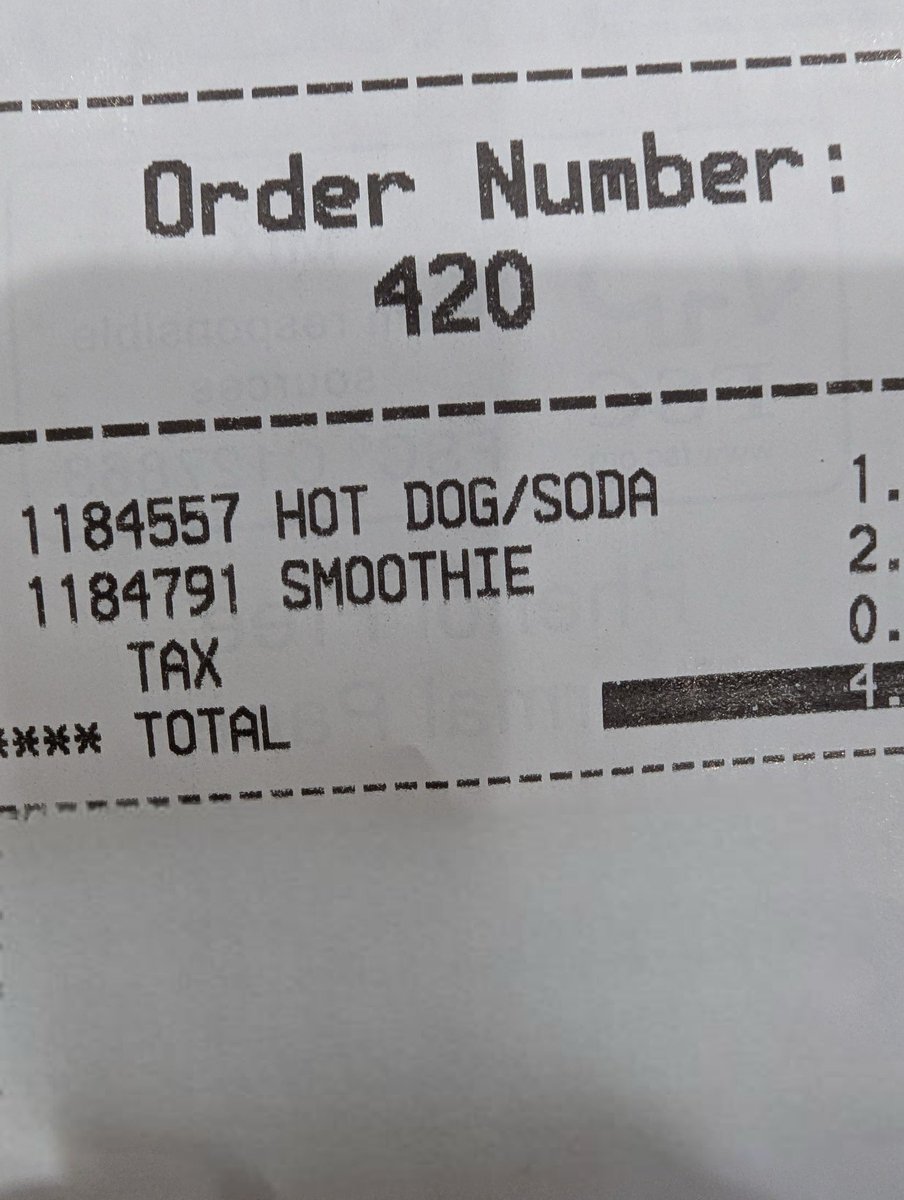 Order Number:
420
1184557 HOT DOG/SODA 1.
1184791 SMOOTHIE 2.
TAX 0.
**** TOTAL 4.